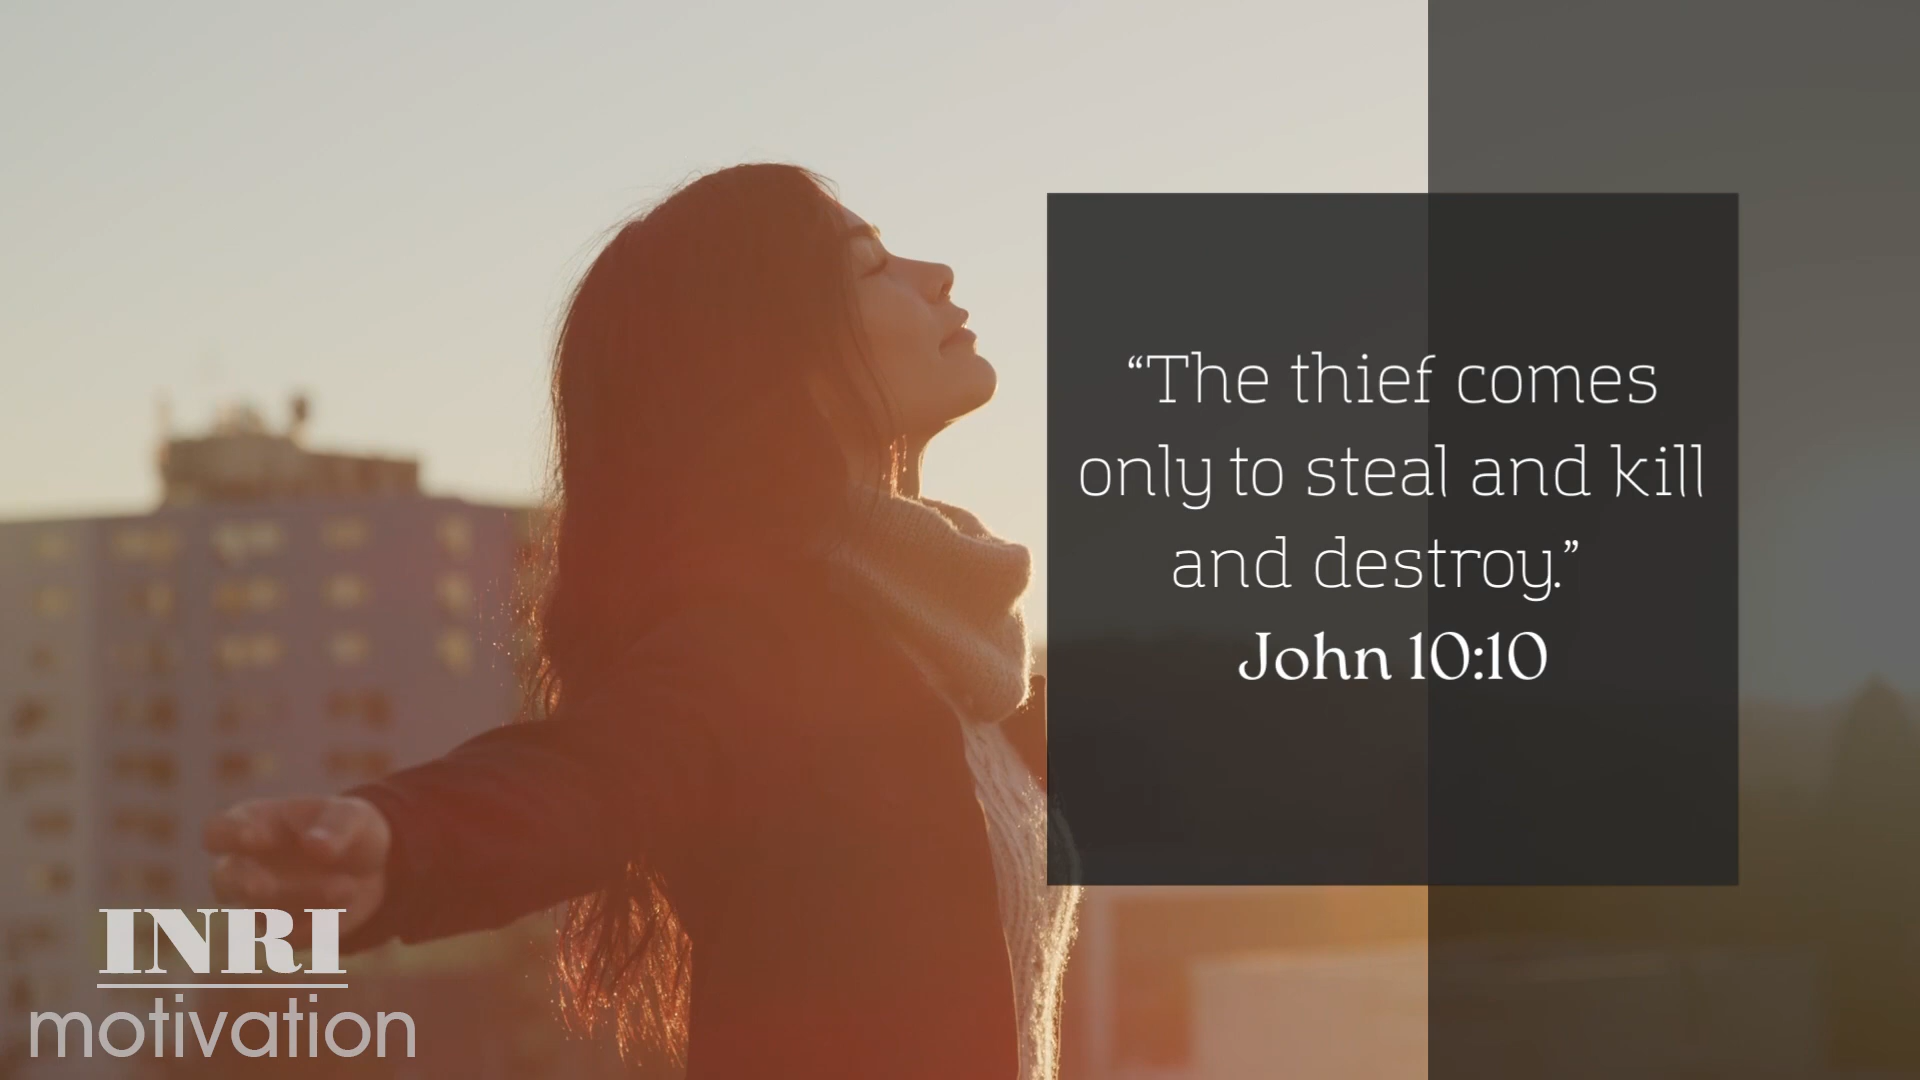 “The thief comes
only to steal and kill
and destroy.”
John 10:10
INRI
motivation